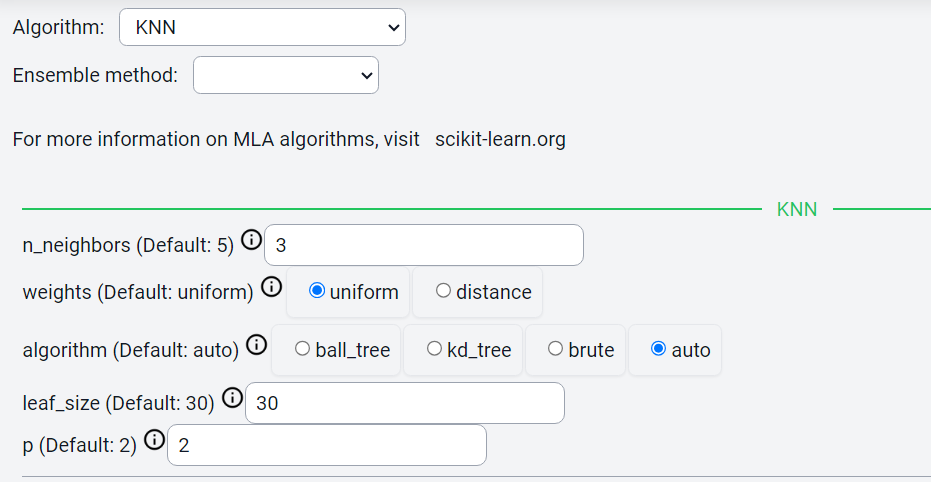 Algorithm: KNN
Ensemble method:
For more information on MLA algorithms, visit scikit-learn.org
KNN
n_neighbors (Default: 5) 3
weights (Default: uniform) uniform distance
algorithm (Default: auto) ball_tree kd_tree brute auto
leaf_size (Default: 30) 30
p (Default: 2) 2